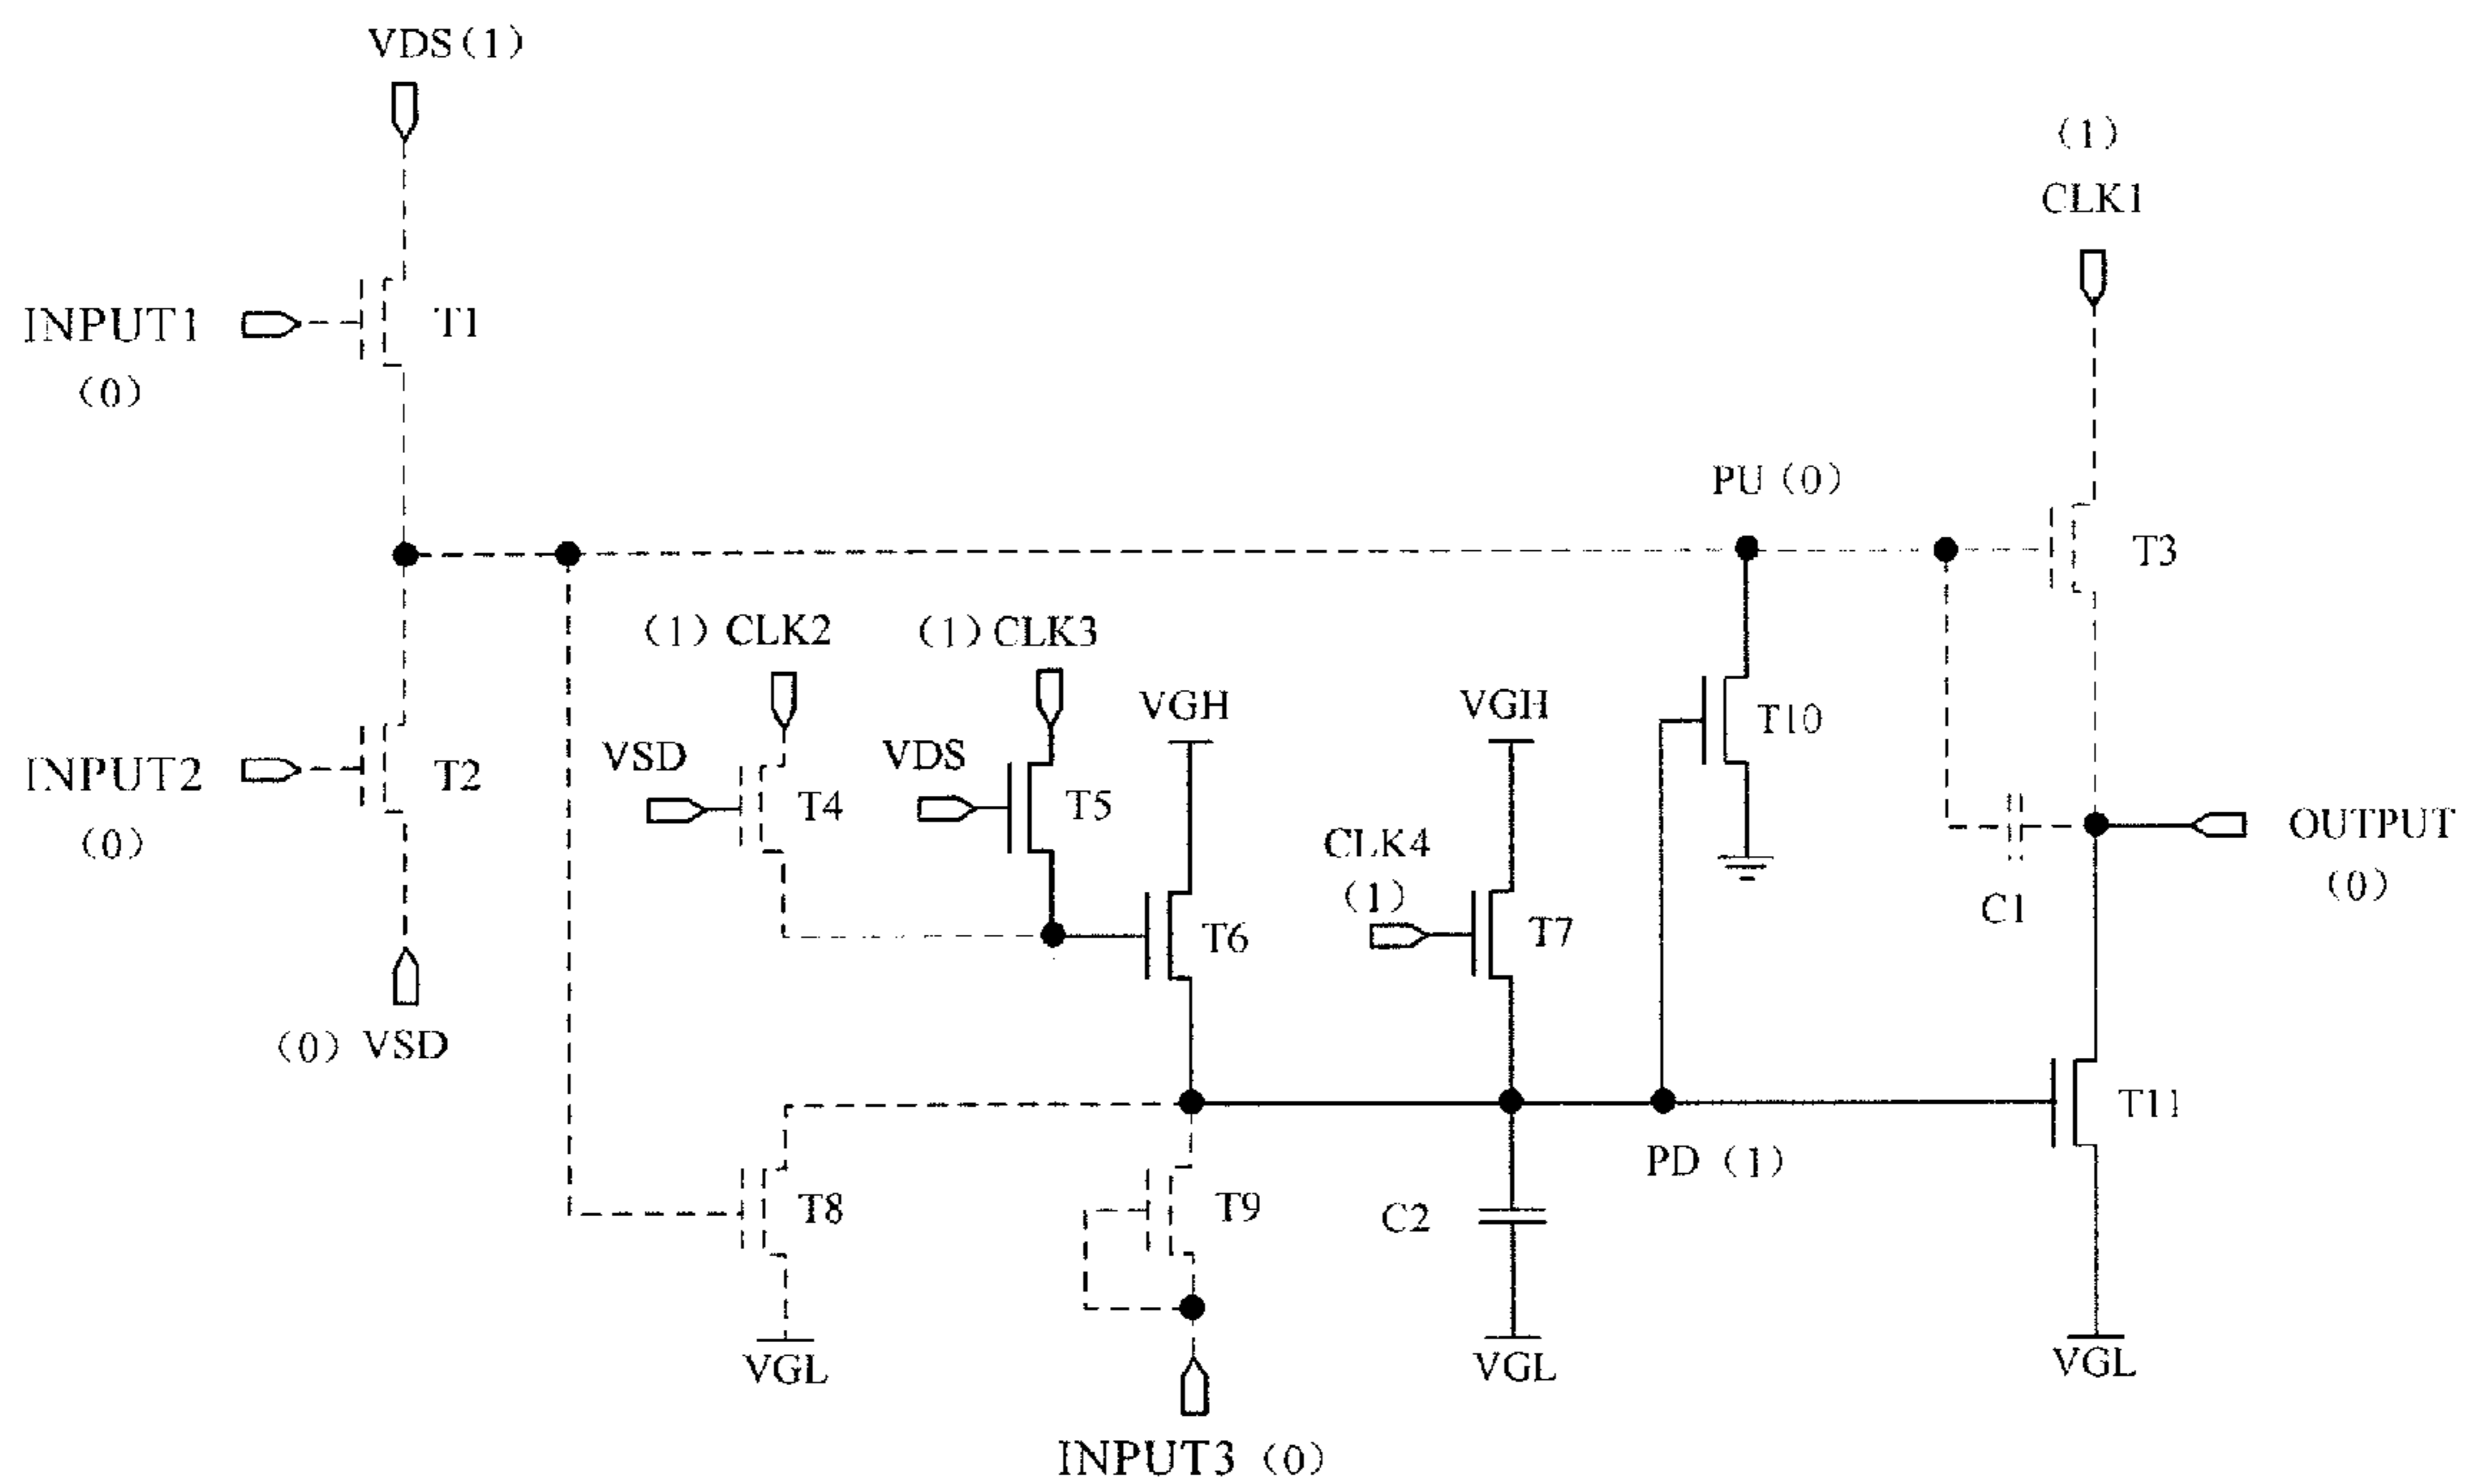 VDS(1)
(1)
CLK1
INPUT1
T1
(0)
PU(0)
T3
(1)CLK2
(1)CLK3
VGH
VGH
T10
VSD
VDS
INPUT2
T2
T4
T5
(0)
CLK4
(1)
OUTPUT
(0)
C1
T6
T7
(0) VSD
T11
PD (1)
T8
T9
C2
VGL
VGL
VGL
INPUT3 (0)